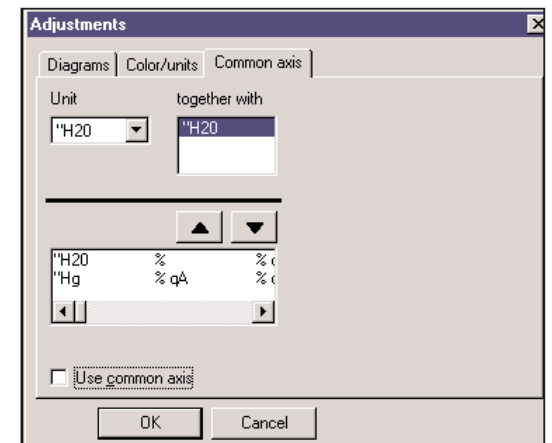 Adjustments
Diagrams Color/units Common axis
Unit together with
"H20 "H20
"H20 % %
"Hg % qA %
Use common axis
OK Cancel